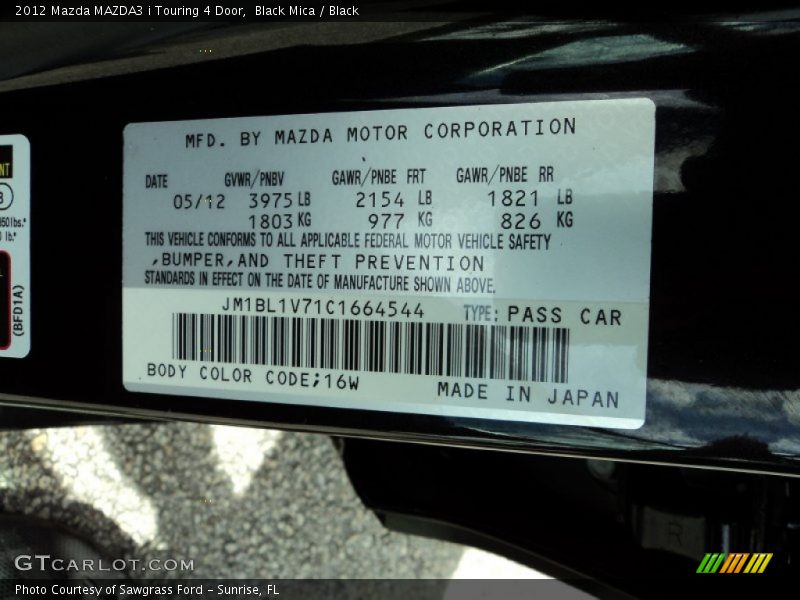 2012 Mazda MAZDA3 i Touring 4 Door, Black Mica / Black
MFD. BY MAZDA MOTOR CORPORATION
DATE GVWR/PNBV GAWR/PNBE FRT GAWR/PNBE RR
05/12 3975 LB 2154 LB 1821 LB
1803 KG 977 KG 826 KG
THIS VEHICLE CONFORMS TO ALL APPLICABLE FEDERAL MOTOR VEHICLE SAFETY
,BUMPER,AND THEFT PREVENTION
STANDARDS IN EFFECT ON THE DATE OF MANUFACTURE SHOWN ABOVE.
JM1BL1V71C1664544 TYPE: PASS CAR
BODY COLOR CODE;16W
MADE IN JAPAN
(BFD1A)
R
GTCARLOT.COM
Photo Courtesy of Sawgrass Ford - Sunrise, FL